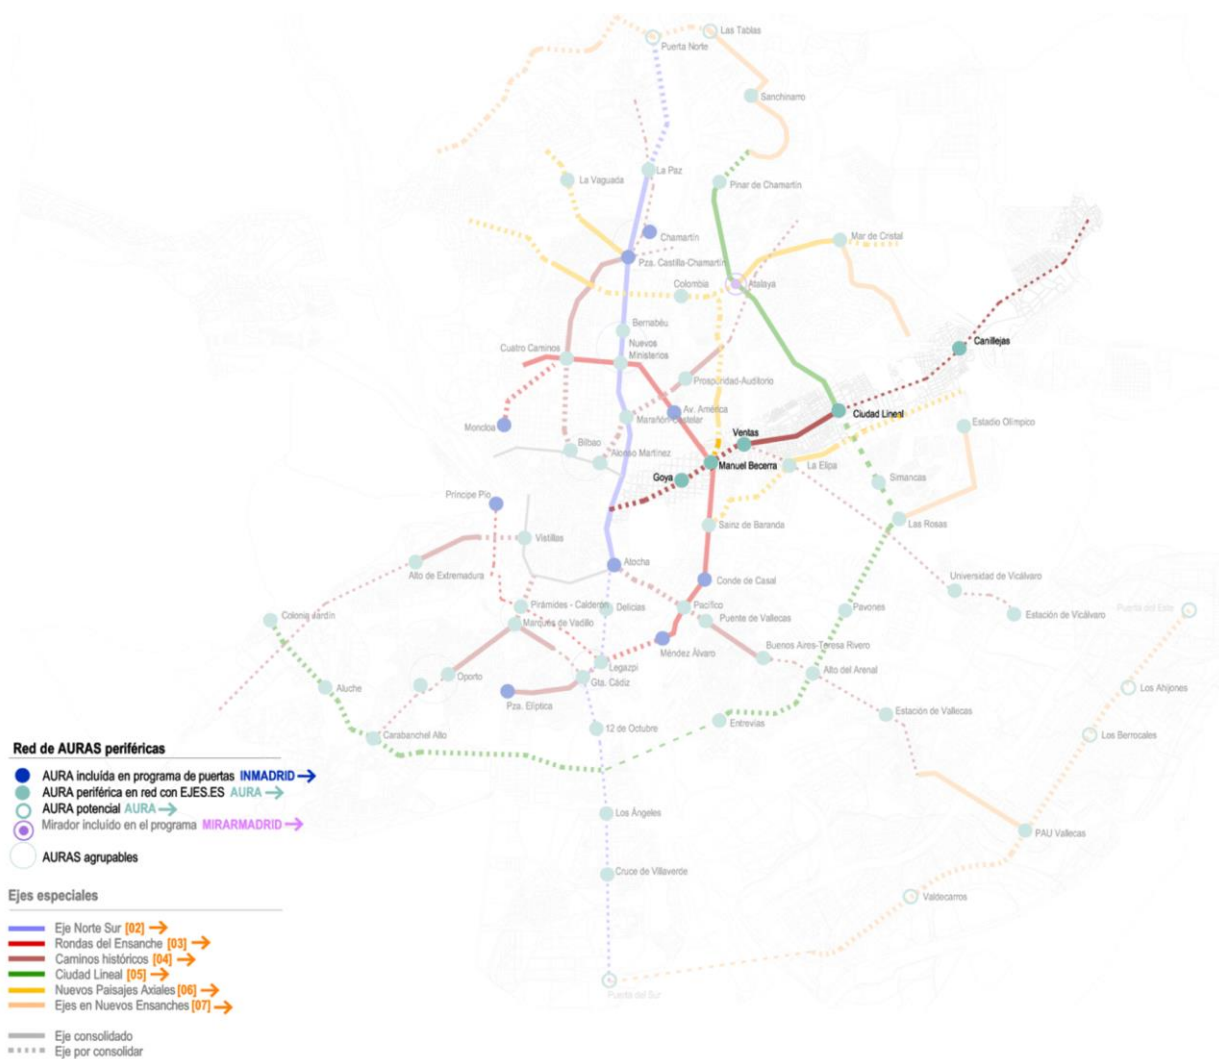 Las Tablas
Puerta Norte
Sanchinarro
La Paz
La Vaguada
Pinar de Chamartín
Chamartín
Mar de Cristal
Pza. Castilla-Chamartín
Colombia
Atalaya
Bernabéu
Canillejas
Cuatro Caminos
Nuevos
Ministerios
Prosperidad-Auditorio
Av. América
Ciudad Lineal
Marañón-Castelar
Estadio Olímpico
Moncloa
Ventas
Bilbao
Alonso Martínez
Manuel Becerra
La Elipa
Goya
Simancas
Príncipe Pío
Las Rosas
Sainz de Baranda
Vistillas
Atocha
Alto de Extremadura
Conde de Casal
Universidad de Vicálvaro
Colonia Jardín
Pirámides - Calderón
Delicias
Pacífico
Pavones
Estación de Vicálvaro
Puerta del Este
Marqués de Vadillo
Puente de Vallecas
Méndez Álvaro
Buenos Aires-Teresa Rivero
Legazpi
Alto del Arenal
Oporto
Gta. Cádiz
Aluche
Los Ahijones
Pza. Elíptica
Estación de Vallecas
Entrevías
12 de Octubre
Carabanchel Alto
Los Berrocales
Los Ángeles
PAU Vallecas
Cruce de Villaverde
Valdecarros
Puerta del Sur
Red de AURAS periféricas
AURA incluída en programa de puertas INMADRID
AURA periférica en red con EJES.ES AURA
AURA potencial AURA
Mirador incluído en el programa MIRARMADRID
AURAS agrupables
Ejes especiales
Eje Norte Sur [02]
Rondas del Ensanche [03]
Caminos históricos [04]
Ciudad Lineal [05]
Nuevos Paisajes Axiales [06]
Ejes en Nuevos Ensanches [07]
Eje consolidado
Eje por consolidar